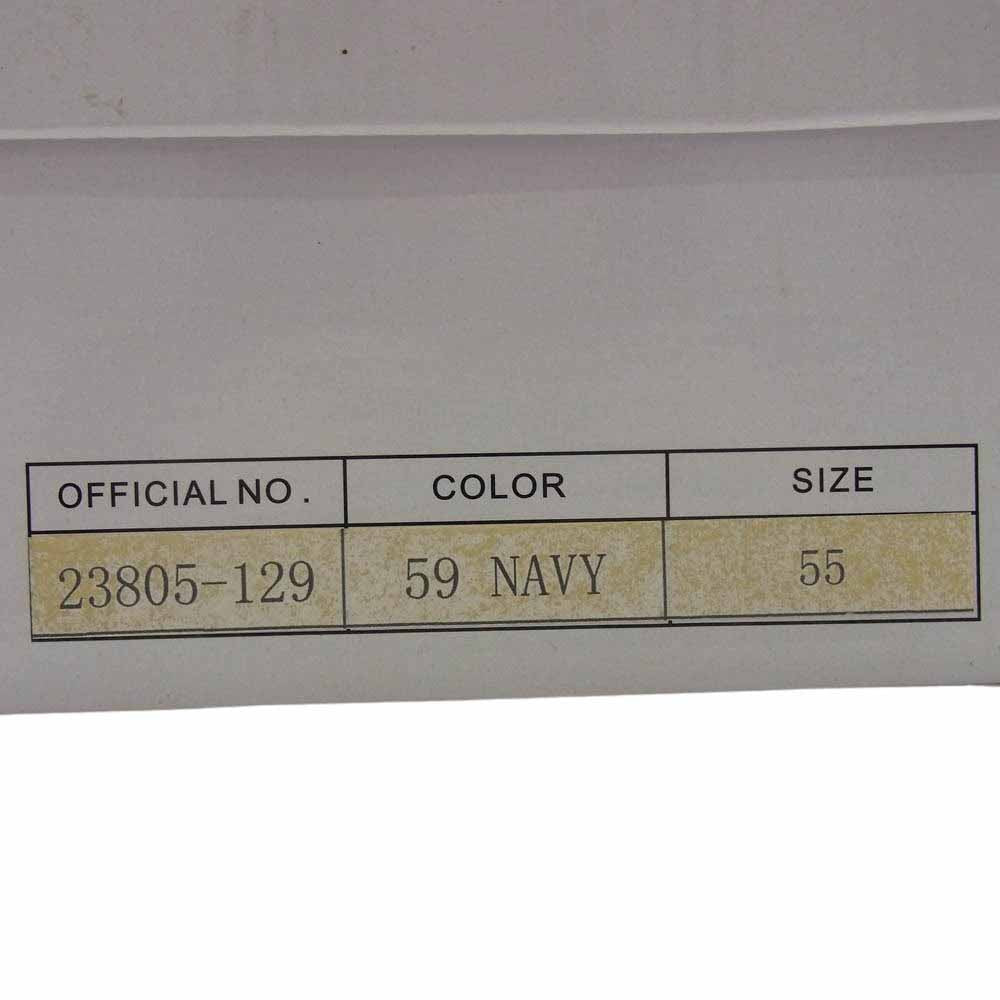 OFFICIAL NO. COLOR SIZE
23805-129 59 NAVY 55